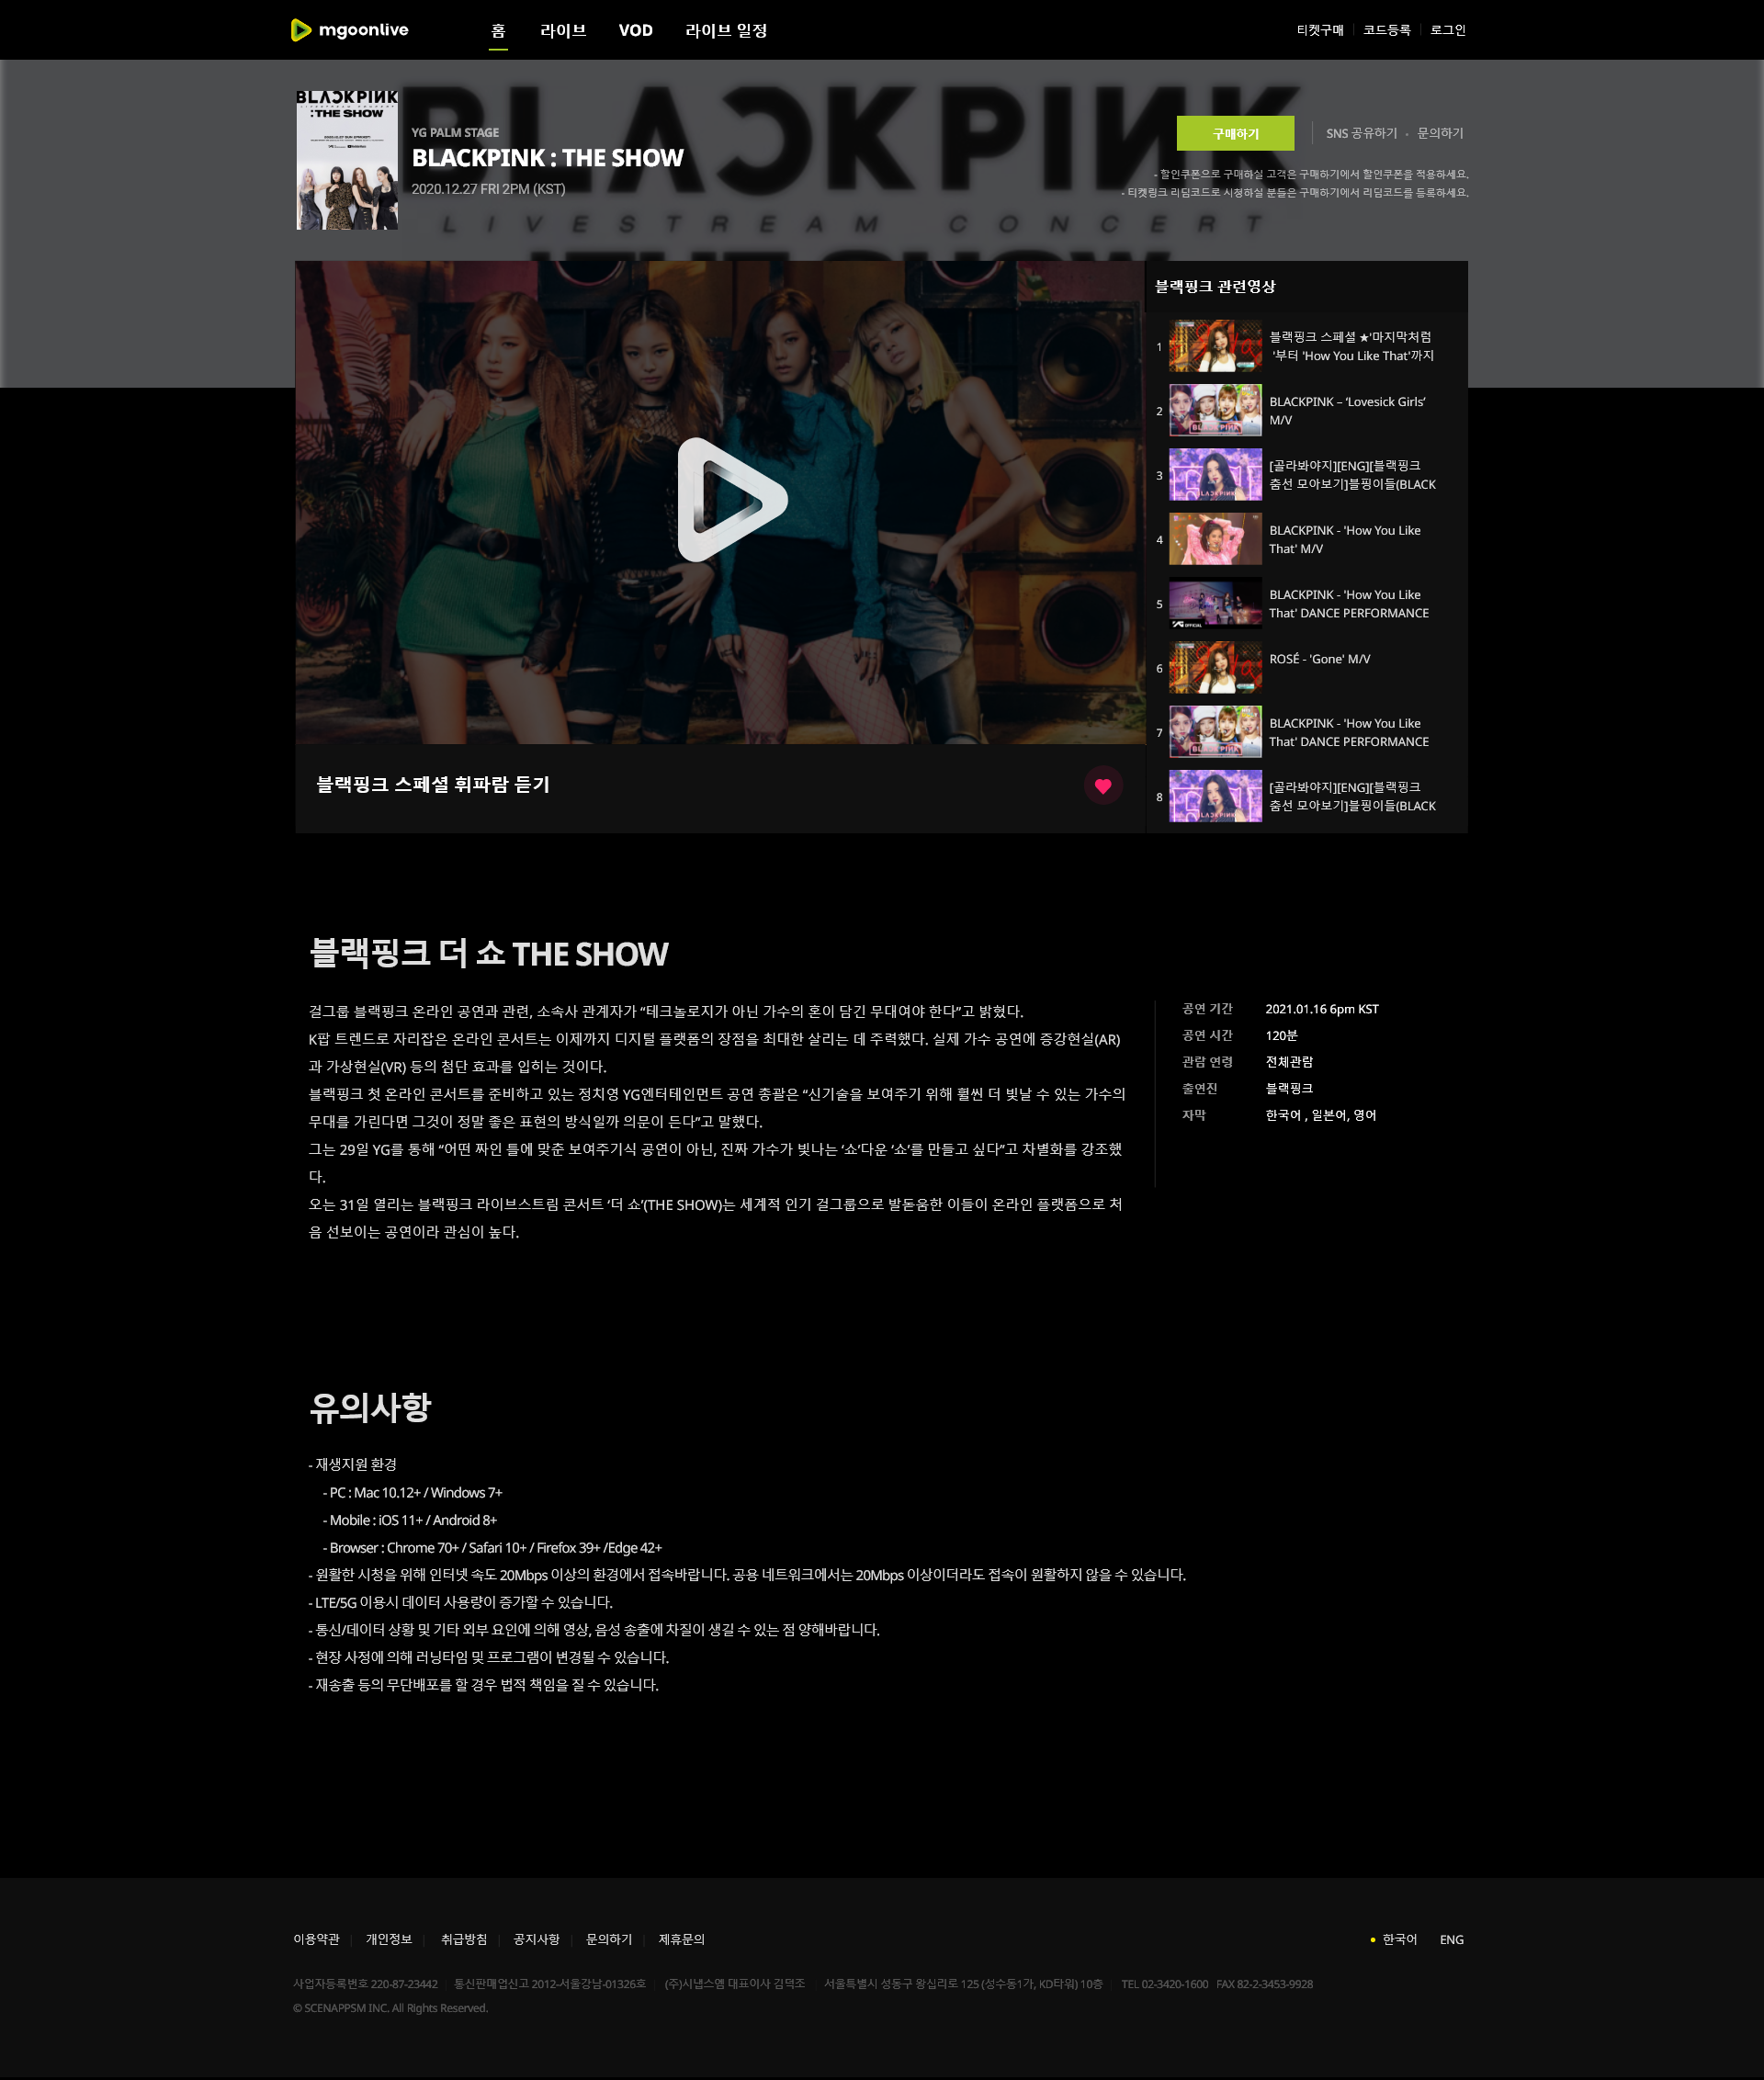 mgoonlive
홈 라이브 VOD 라이브 일정
티켓구매 코드등록 로그인
BLACKPINK
LIVESTREAM CONCERT
:THE SHOW
BLACKPINK
: THE SHOW
YG PALM STAGE
BLACKPINK : THE SHOW
2020.12.27 FRI 2PM (KST)
구매하기
SNS 공유하기 • 문의하기
- 할인쿠폰으로 구매하실 고객은 구매하기에서 할인쿠폰을 적용하세요.
- 티켓링크 리딤코드로 시청하실 분들은 구매하기에서 리딤코드를 등록하세요.
블랙핑크 스페셜 휘파람 듣기
블랙핑크 관련영상
1
블랙핑크 스페셜 ★'마지막처럼
'부터 'How You Like That'까지
2
BLACKPINK – ‘Lovesick Girls’
M/V
3
[골라봐야지][ENG][블랙핑크
춤선 모아보기]블핑이들(BLACK
4
BLACKPINK - 'How You Like
That' M/V
5
BLACKPINK - 'How You Like
That' DANCE PERFORMANCE
6
ROSÉ - 'Gone' M/V
7
BLACKPINK - 'How You Like
That' DANCE PERFORMANCE
8
[골라봐야지][ENG][블랙핑크
춤선 모아보기]블핑이들(BLACK
블랙핑크 더 쇼 THE SHOW
걸그룹 블랙핑크 온라인 공연과 관련, 소속사 관계자가 “테크놀로지가 아닌 가수의 혼이 담긴 무대여야 한다”고 밝혔다.
K팝 트렌드로 자리잡은 온라인 콘서트는 이제까지 디지털 플랫폼의 장점을 최대한 살리는 데 주력했다. 실제 가수 공연에 증강현실(AR)
과 가상현실(VR) 등의 첨단 효과를 입히는 것이다.
블랙핑크 첫 온라인 콘서트를 준비하고 있는 정치영 YG엔터테인먼트 공연 총괄은 “신기술을 보여주기 위해 훨씬 더 빛날 수 있는 가수의
무대를 가린다면 그것이 정말 좋은 표현의 방식일까 의문이 든다”고 말했다.
그는 29일 YG를 통해 “어떤 짜인 틀에 맞춘 보여주기식 공연이 아닌, 진짜 가수가 빛나는 ‘쇼’다운 ‘쇼’를 만들고 싶다”고 차별화를 강조했
다.
오는 31일 열리는 블랙핑크 라이브스트림 콘서트 ‘더 쇼’(THE SHOW)는 세계적 인기 걸그룹으로 발돋움한 이들이 온라인 플랫폼으로 처
음 선보이는 공연이라 관심이 높다.
공연 기간 2021.01.16 6pm KST
공연 시간 120분
관람 연령 전체관람
출연진 블랙핑크
자막 한국어 , 일본어, 영어
유의사항
- 재생지원 환경
- PC : Mac 10.12+ / Windows 7+
- Mobile : iOS 11+ / Android 8+
- Browser : Chrome 70+ / Safari 10+ / Firefox 39+ /Edge 42+
- 원활한 시청을 위해 인터넷 속도 20Mbps 이상의 환경에서 접속바랍니다. 공용 네트워크에서는 20Mbps 이상이더라도 접속이 원활하지 않을 수 있습니다.
- LTE/5G 이용시 데이터 사용량이 증가할 수 있습니다.
- 통신/데이터 상황 및 기타 외부 요인에 의해 영상, 음성 송출에 차질이 생길 수 있는 점 양해바랍니다.
- 현장 사정에 의해 러닝타임 및 프로그램이 변경될 수 있습니다.
- 재송출 등의 무단배포를 할 경우 법적 책임을 질 수 있습니다.
이용약관 | 개인정보 | 취급방침 | 공지사항 | 문의하기 | 제휴문의
• 한국어 ENG
사업자등록번호 220-87-23442 | 통신판매업신고 2012-서울강남-01326호 | (주)시냅스엠 대표이사 김덕조 | 서울특별시 성동구 왕십리로 125 (성수동1가, KD타워) 10층 | TEL 02-3420-1600 FAX 82-2-3453-9928
© SCENAPPSM INC. All Rights Reserved.